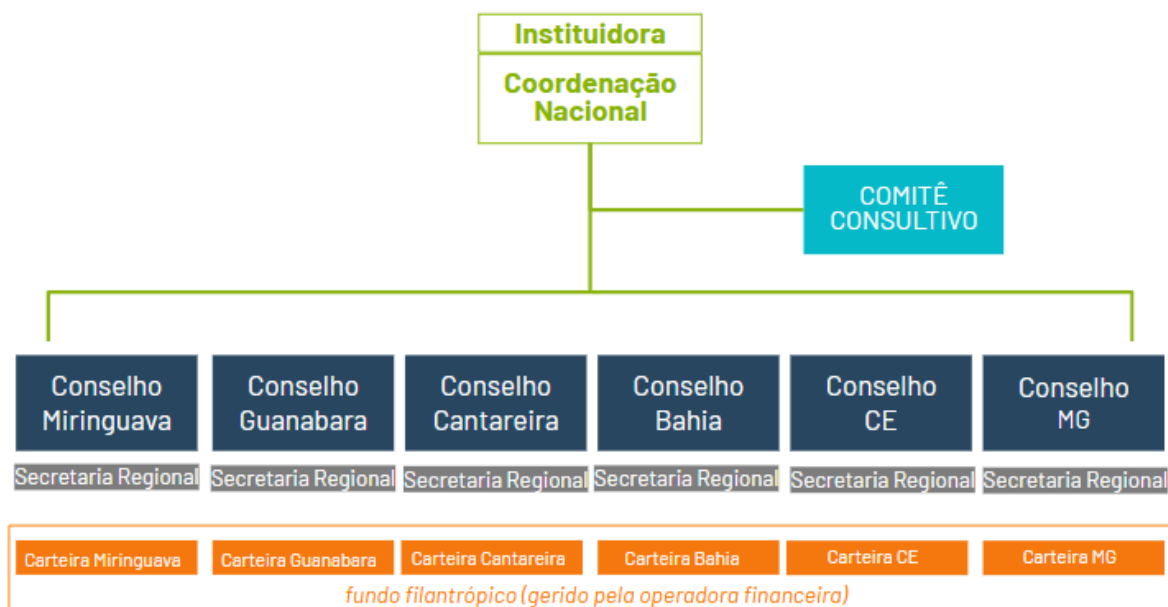 Instituidora
Coordenação
Nacional
COMITÊ
CONSULTIVO
Conselho
Miringuava
Conselho
Guanabara
Conselho
Cantareira
Conselho
Bahia
Conselho
CE
Conselho
MG
Secretaria Regional
Secretaria Regional
Secretaria Regional
Secretaria Regional
Secretaria Regional
Secretaria Regional
Carteira Miringuava
Carteira Guanabara
Carteira Cantareira
Carteira Bahia
Carteira CE
Carteira MG
fundo filantrópico (gerido pela operadora financeira)